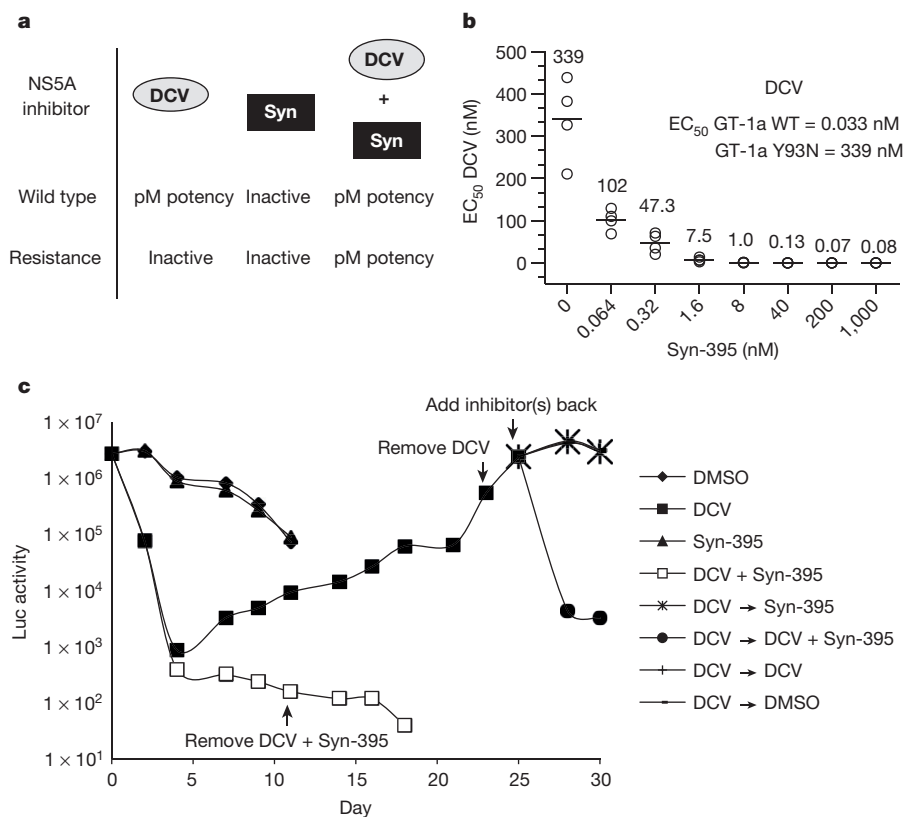 a
NS5A
inhibitor
DCV
Syn
DCV
+
Syn
Wild type
pM potency
Inactive
pM potency
Resistance
Inactive
Inactive
pM potency
b
EC50 DCV (nM)
500
400
300
200
100
0
339
102
47.3
7.5
1.0
0.13
0.07
0.08
DCV
EC50 GT-1a WT = 0.033 nM
GT-1a Y93N = 339 nM
0
0.064
0.32
1.6
8
40
200
1,000
Syn-395 (nM)
c
Luc activity
1 × 10^7
1 × 10^6
1 × 10^5
1 × 10^4
1 × 10^3
1 × 10^2
1 × 10^1
Add inhibitor(s) back
Remove DCV
Remove DCV + Syn-395
0
5
10
15
20
25
30
Day
DMSO
DCV
Syn-395
DCV + Syn-395
DCV → Syn-395
DCV → DCV + Syn-395
DCV → DCV
DCV → DMSO